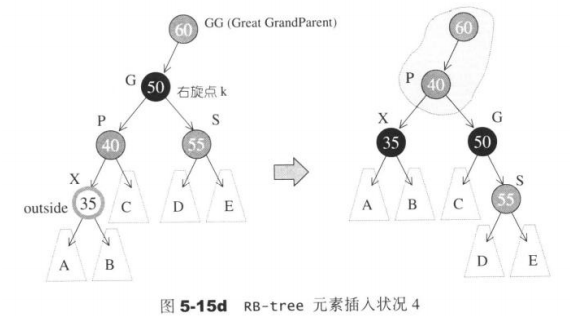 60 GG (Great GrandParent)
G 50 右旋点 k
P S
40 55
X
outside 35 C D E
A B
60
P 40
X G
35 50
S
A B C 55
D E
图 5-15d RB-tree 元素插入状况 4